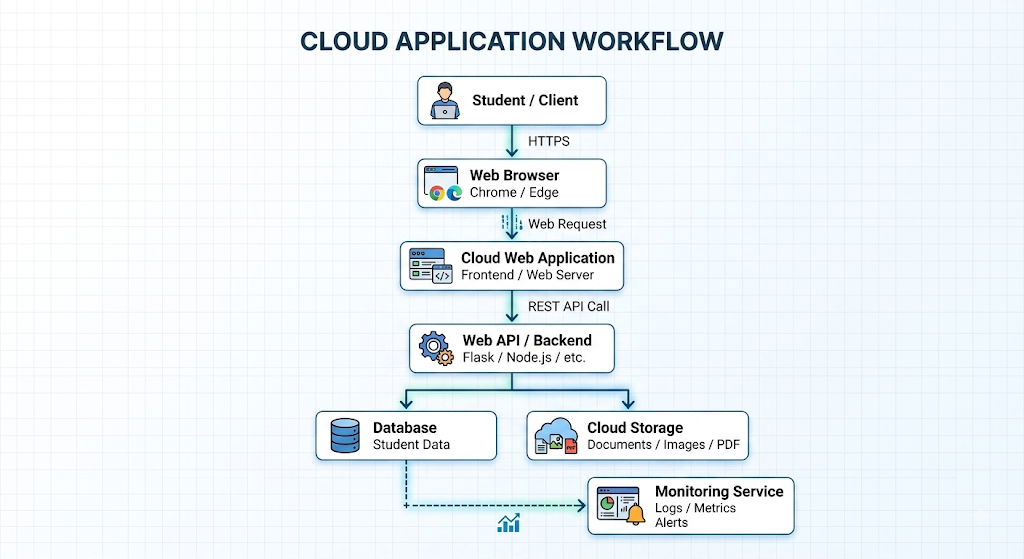 CLOUD APPLICATION WORKFLOW
Student / Client
HTTPS
Web Browser
Chrome / Edge
Web Request
Cloud Web Application
Frontend / Web Server
REST API Call
Web API / Backend
Flask / Node.js / etc.
Database
Student Data
Cloud Storage
Documents / Images / PDF
PDF
Monitoring Service
Logs / Metrics
Alerts